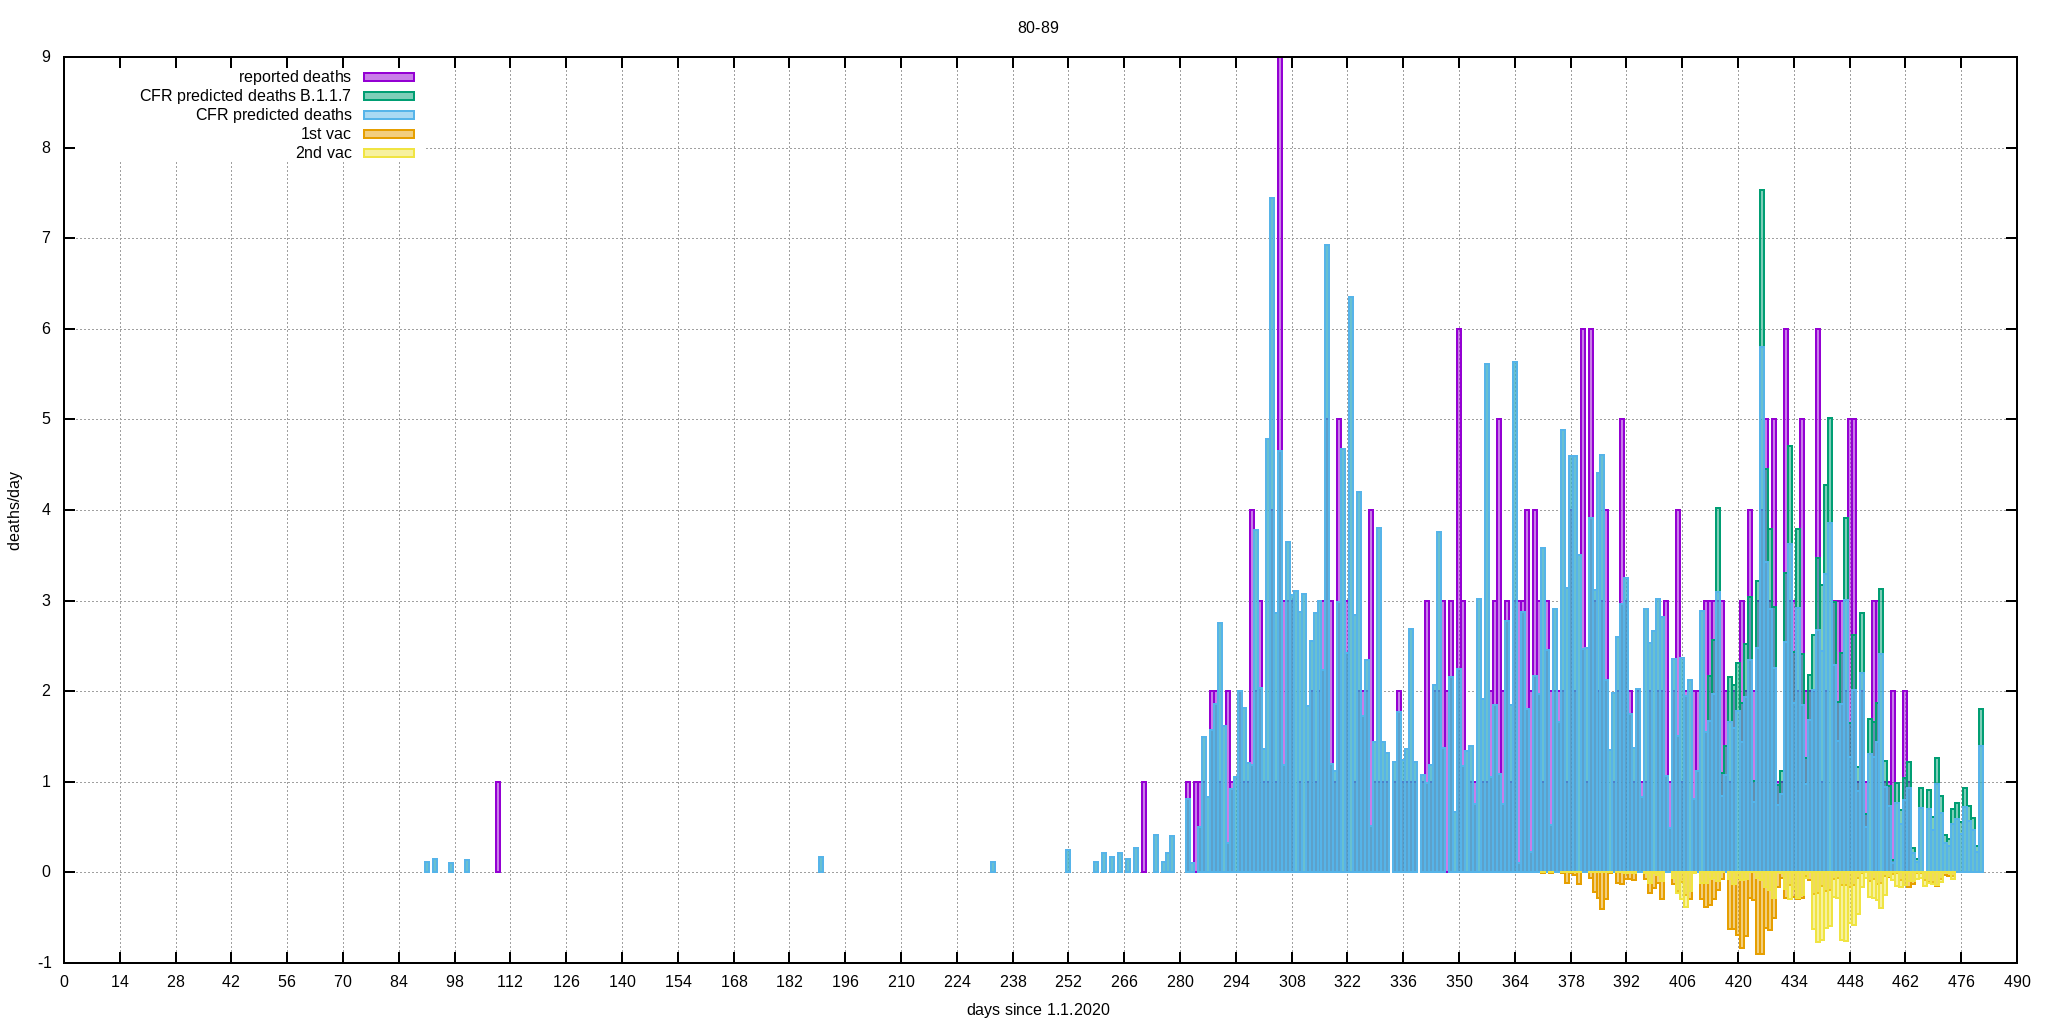 80-89
reported deaths
CFR predicted deaths B.1.1.7
CFR predicted deaths
1st vac
2nd vac
9
8
7
6
5
4
3
2
1
0
-1
deaths/day
0 14 28 42 56 70 84 98 112 126 140 154 168 182 196 210 224 238 252 266 280 294 308 322 336 350 364 378 392 406 420 434 448 462 476 490
days since 1.1.2020